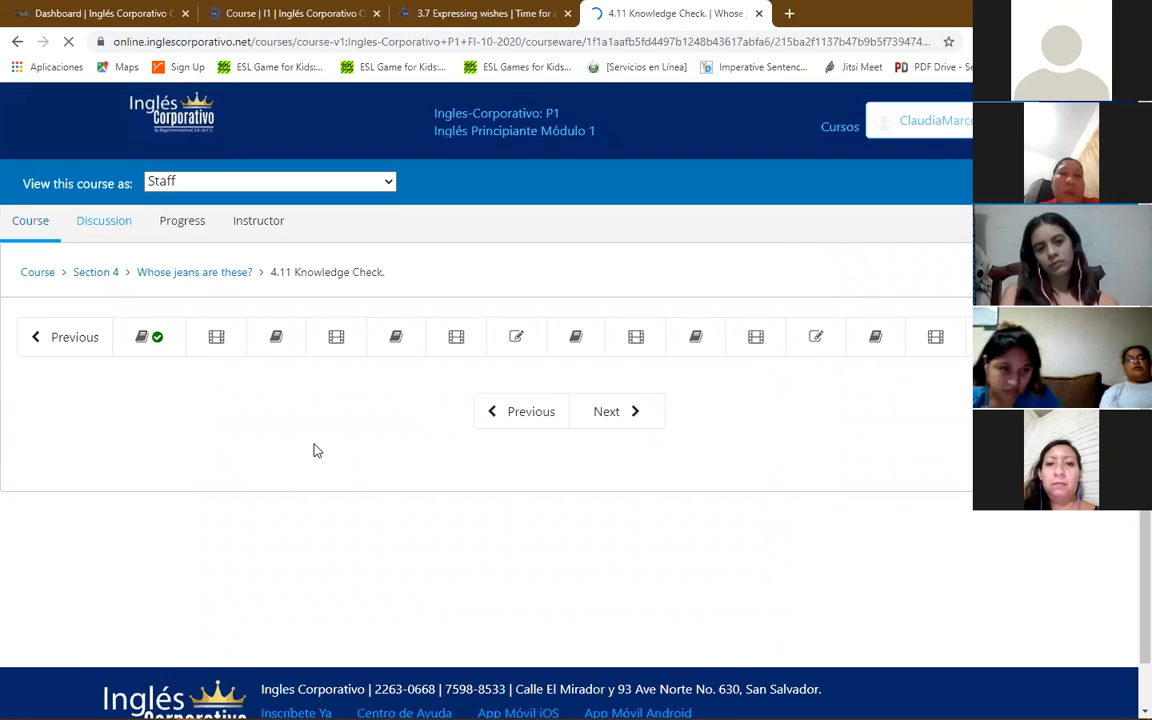 Dashboard | Inglés Corporativo C
Course | I1 | Inglés Corporativo C
3.7 Expressing wishes | Time for a
4.11 Knowledge Check. | Whose j
online.inglescorporativo.net/courses/course-v1:Ingles-Corporativo+P1+FI-10-2020/courseware/1f1a1aafb5fd4497b1248b43617abfa6/215ba2f1137b47b9b5f739474...
Aplicaciones
Maps
Sign Up
ESL Game for Kids:...
ESL Game for Kids:...
ESL Games for Kids:...
[Servicios en Línea]
Imperative Sentenc...
Jitsi Meet
PDF Drive - Se
Inglés
Corporativo
Ingles-Corporativo: P1
Inglés Principiante Módulo 1
Cursos
ClaudiaMarc
View this course as:
Staff
Course
Discussion
Progress
Instructor
Course > Section 4 > Whose jeans are these? > 4.11 Knowledge Check.
Previous
Previous
Next
Inglés
Corporativo
Ingles Corporativo | 2263-0668 | 7598-8533 | Calle El Mirador y 93 Ave Norte No. 630, San Salvador.
Inscríbete Ya
Centro de Ayuda
App Móvil iOS
App Móvil Android